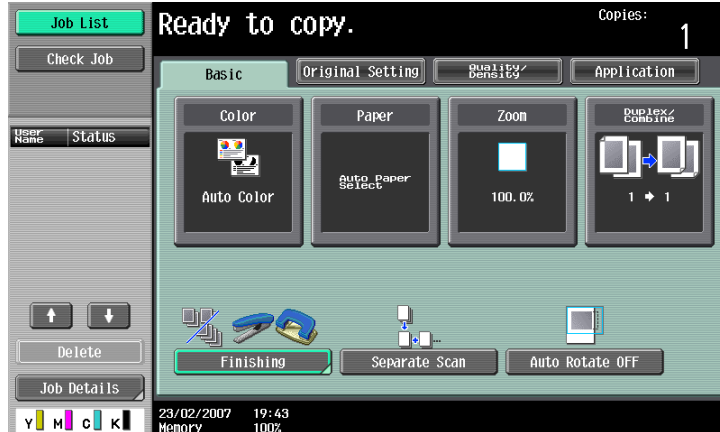 Job List
Ready to copy.
Copies:
1
Check Job
Basic
Original Setting
Quality/
Density
Application
User
Name
Status
Color
Paper
Zoom
Duplex/
Combine
Auto Color
Auto Paper
Select
100.0%
1 → 1
Delete
Finishing
Separate Scan
Auto Rotate OFF
Job Details
Y M C K
23/02/2007 19:43
Memory 100%